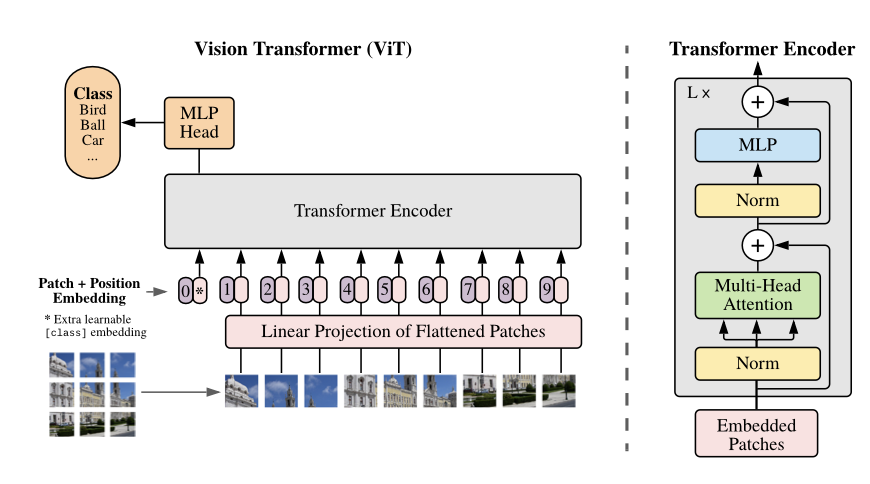 Vision Transformer (ViT)
Class
Bird
Ball
Car
...
MLP
Head
Transformer Encoder
Patch + Position
Embedding
0 * 1 2 3 4 5 6 7 8 9
* Extra learnable
[class] embedding
Linear Projection of Flattened Patches
Transformer Encoder
L ×
+
MLP
Norm
+
Multi-Head
Attention
Norm
Embedded
Patches